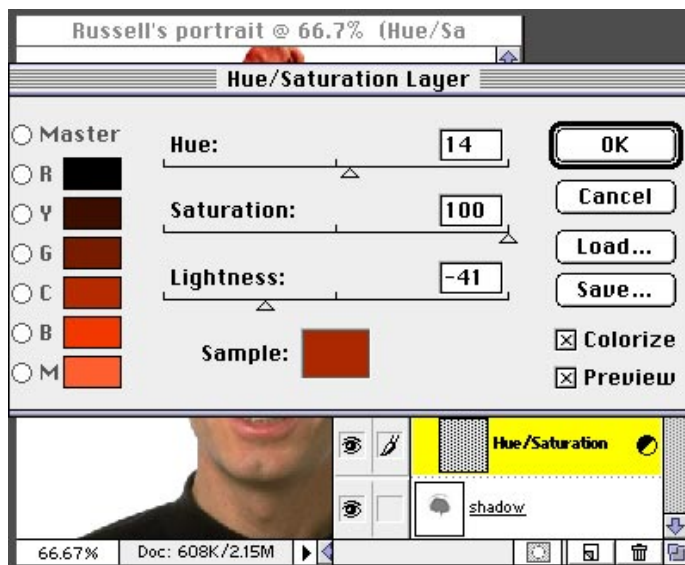 Russell's portrait @ 66.7% (Hue/Sa
Hue/Saturation Layer
Master
R
Y
G
C
B
M
Hue: 14
Saturation: 100
Lightness: -41
Sample:
OK
Cancel
Load...
Save...
Colorize
Preview
Hue/Saturation
shadow
66.67% Doc: 608K/2.15M